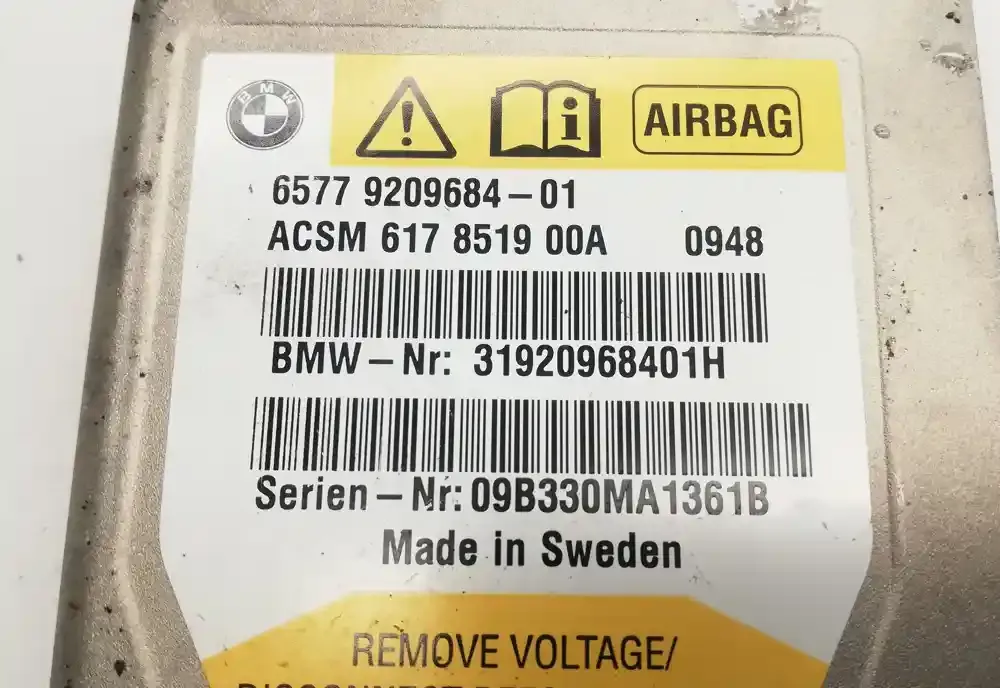 BMW
i
AIRBAG
6577 9209684-01
ACSM 617 8519 00A 0948
BMW-Nr: 31920968401H
Serien-Nr: 09B330MA1361B
Made in Sweden
REMOVE VOLTAGE/
DISCONNECT